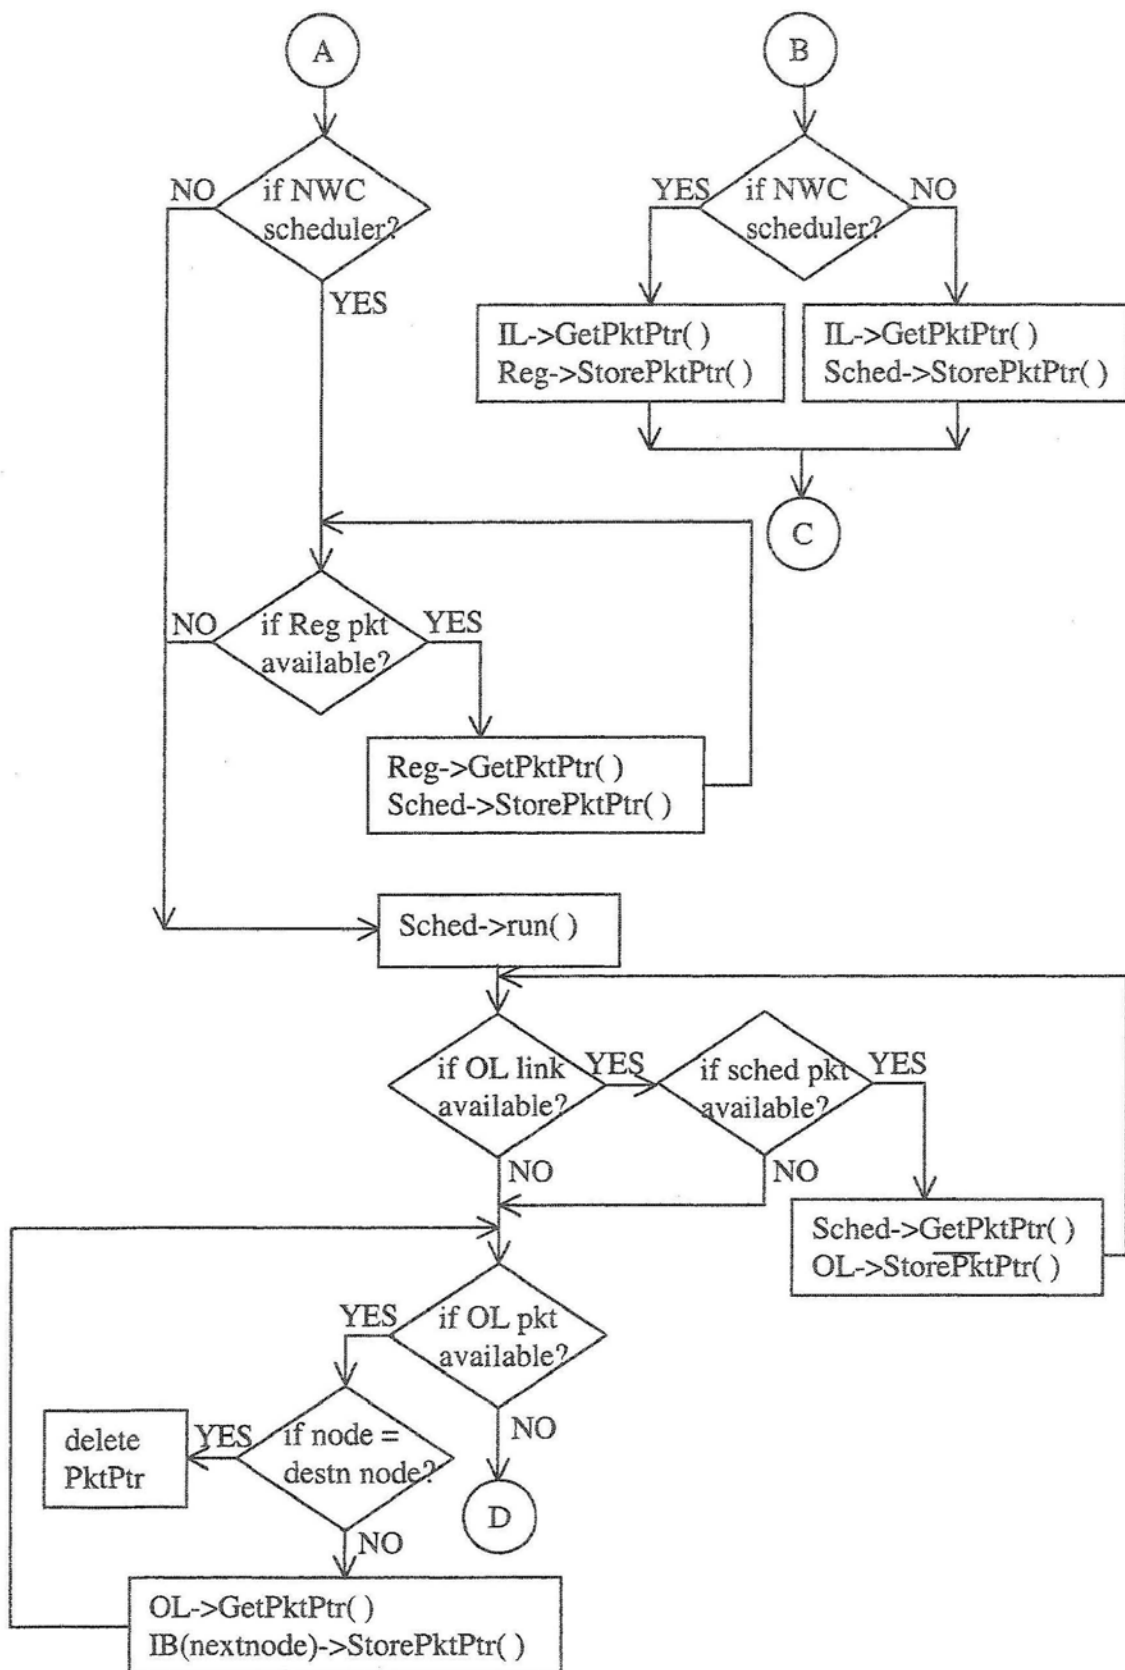 A
B
NO
if NWC
scheduler?
YES
YES
if NWC
scheduler?
NO
IL->GetPktPtr( )
Reg->StorePktPtr( )
IL->GetPktPtr( )
Sched->StorePktPtr( )
C
NO
if Reg pkt
available?
YES
Reg->GetPktPtr( )
Sched->StorePktPtr( )
Sched->run( )
if OL link
available?
YES
if sched pkt
available?
YES
NO
NO
Sched->GetPktPtr( )
OL->StorePktPtr( )
YES
if OL pkt
available?
NO
delete
PktPtr
YES
if node =
destn node?
D
NO
OL->GetPktPtr( )
IB(nextnode)->StorePktPtr( )